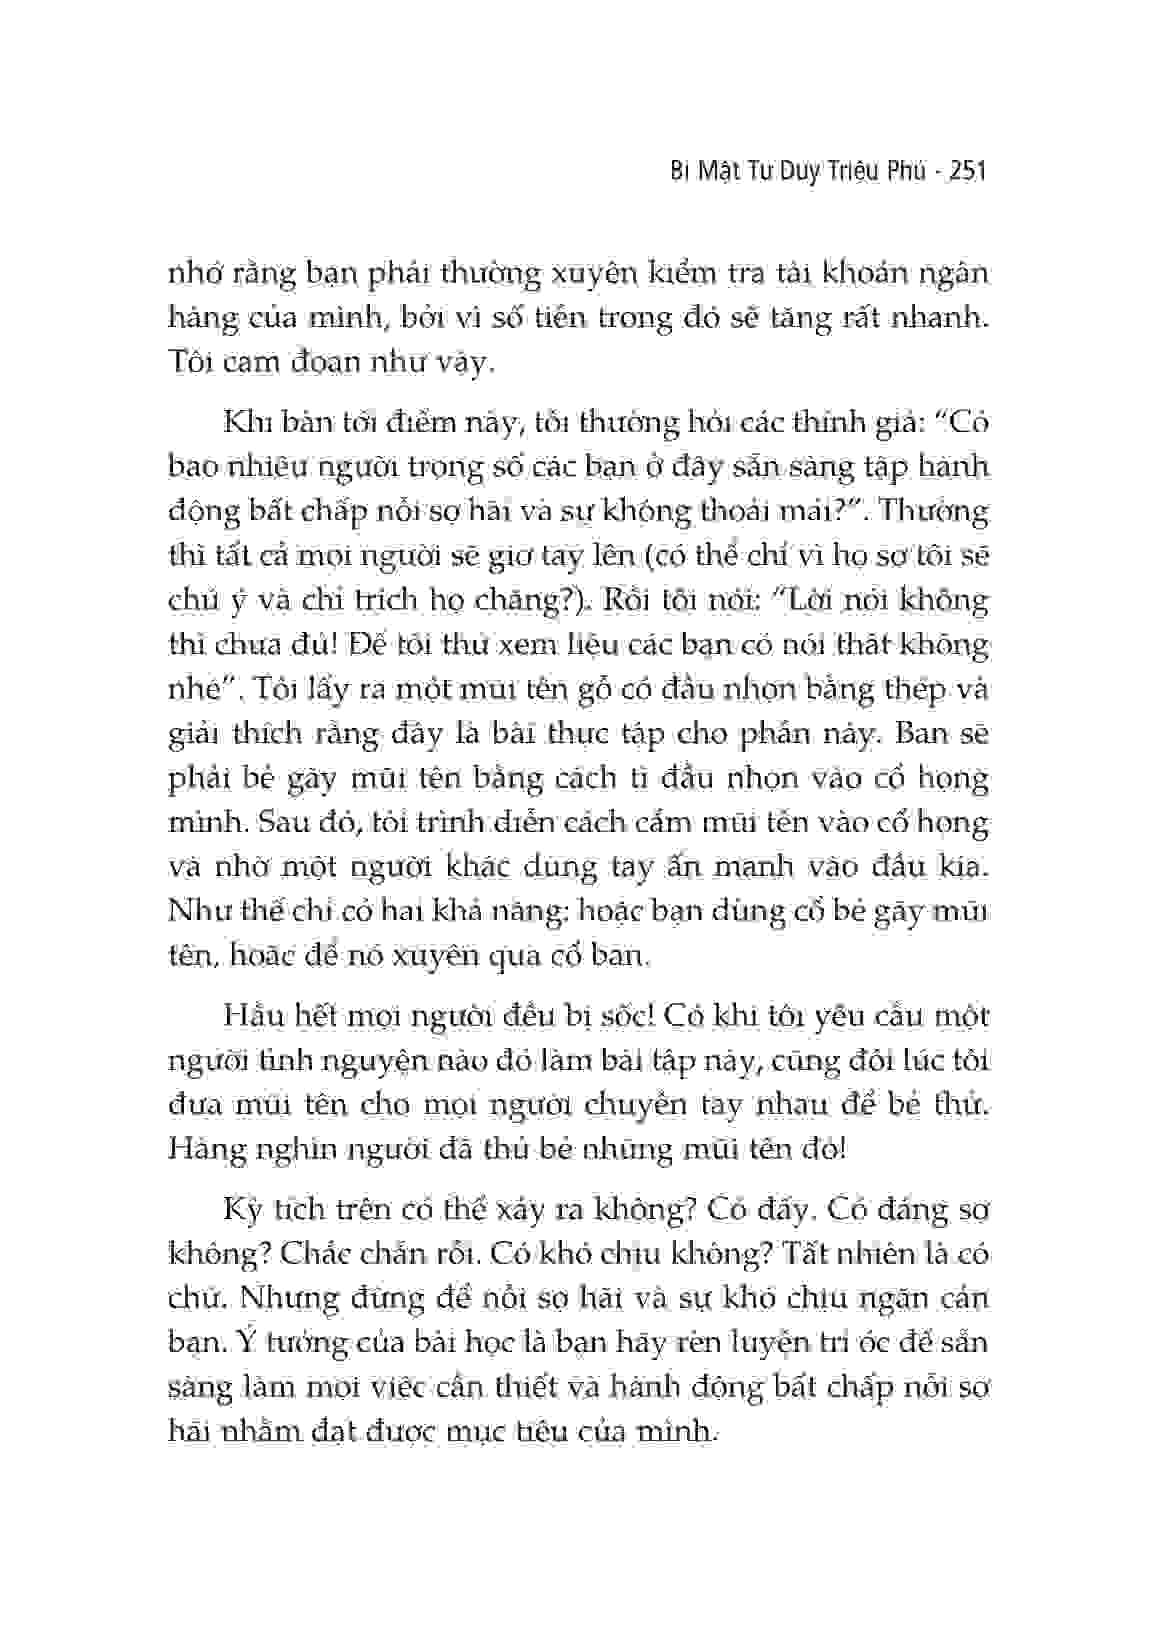 Bí Mật Tư Duy Triệu Phú - 251
nhớ rằng bạn phải thường xuyên kiểm tra tài khoản ngân
hàng của mình, bởi vì số tiền trong đó sẽ tăng rất nhanh.
Tôi cam đoan như vậy.
Khi bàn tới điểm này, tôi thường hỏi các thính giả: “Có
bao nhiêu người trong số các bạn ở đây sẵn sàng tập hành
động bất chấp nỗi sợ hãi và sự không thoải mái?”. Thường
thì tất cả mọi người sẽ giơ tay lên (có thể chỉ vì họ sợ tôi sẽ
chú ý và chỉ trích họ chăng?). Rồi tôi nói: “Lời nói không
thì chưa đủ! Để tôi thử xem liệu các bạn có nói thật không
nhé”. Tôi lấy ra một mũi tên gỗ có đầu nhọn bằng thép và
giải thích rằng đây là bài thực tập cho phần này. Bạn sẽ
phải bẻ gãy mũi tên bằng cách tì đầu nhọn vào cổ họng
mình. Sau đó, tôi trình diễn cách cắm mũi tên vào cổ họng
và nhờ một người khác dùng tay ấn mạnh vào đầu kia.
Như thế chỉ có hai khả năng: hoặc bạn dùng cổ bẻ gãy mũi
tên, hoặc để nó xuyên qua cổ bạn.
Hầu hết mọi người đều bị sốc! Có khi tôi yêu cầu một
người tình nguyện nào đó làm bài tập này, cũng đôi lúc tôi
đưa mũi tên cho mọi người chuyền tay nhau để bẻ thử.
Hàng nghìn người đã thử bẻ những mũi tên đó!
Kỳ tích trên có thể xảy ra không? Có đấy. Có đáng sợ
không? Chắc chắn rồi. Có khó chịu không? Tất nhiên là có
chứ. Nhưng đừng để nỗi sợ hãi và sự khó chịu ngăn cản
bạn. Ý tưởng của bài học là bạn hãy rèn luyện trí óc để sẵn
sàng làm mọi việc cần thiết và hành động bất chấp nỗi sợ
hãi nhằm đạt được mục tiêu của mình.